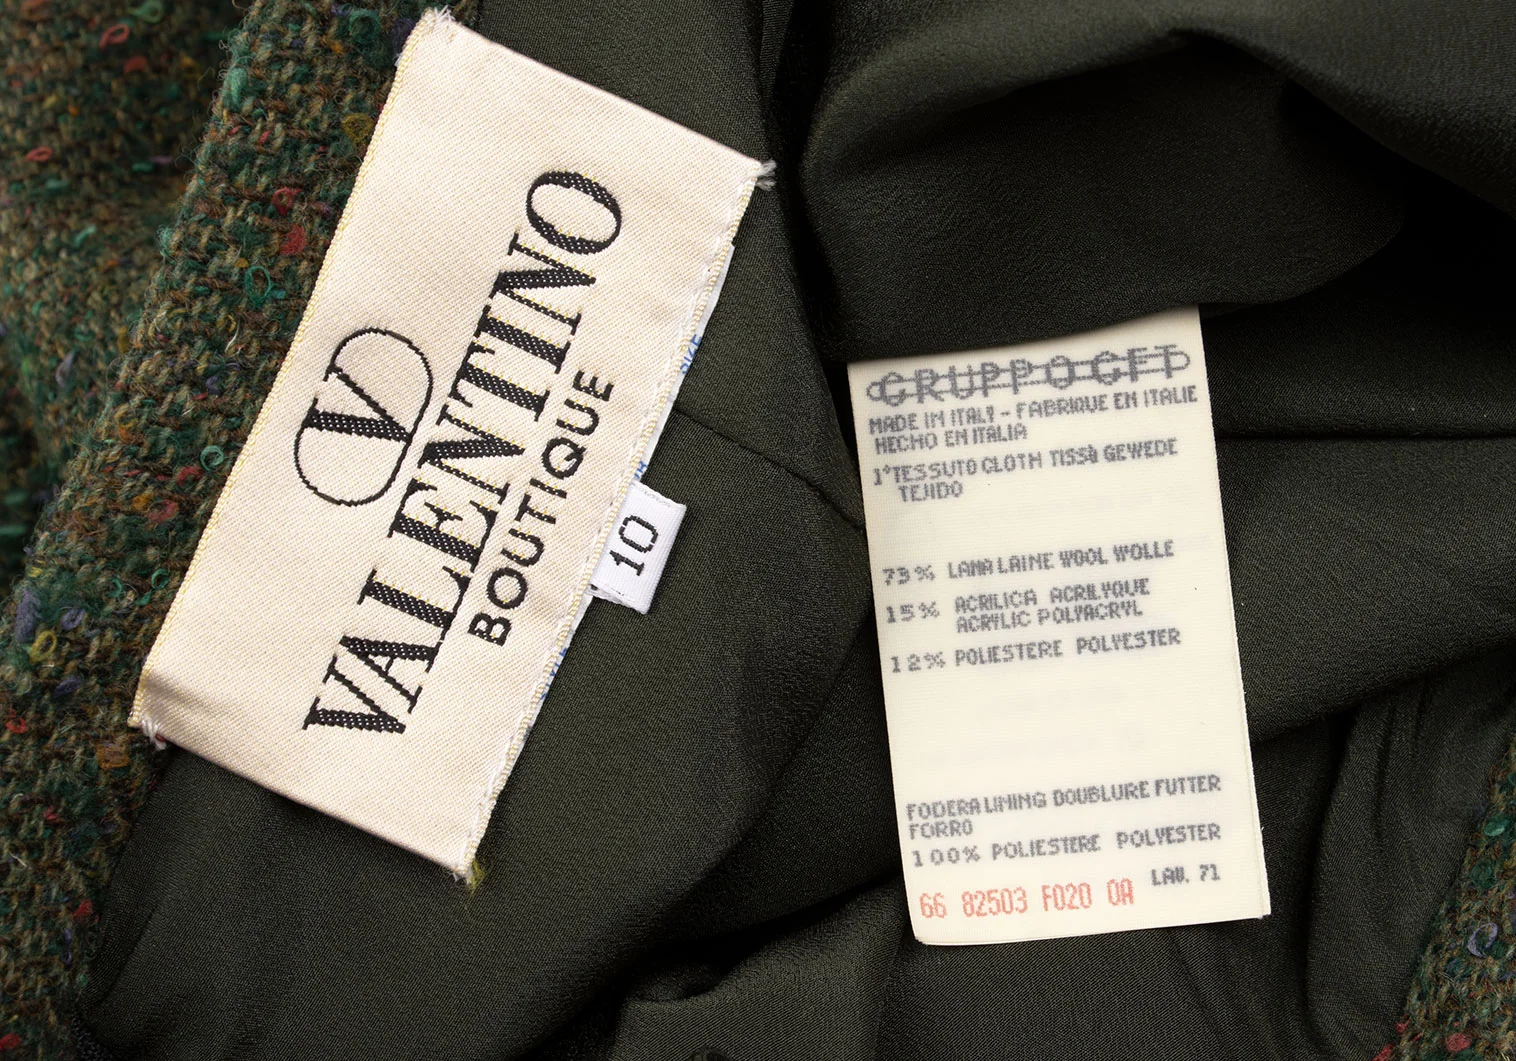 VALENTINO
BOUTIQUE
10
SIZE
GRUPPO GFT
MADE IN ITALY - FABRIQUE EN ITALIE
HECHO EN ITALIA
1°TESSUTO CLOTH TISSÙ GEWEDE
TEJIDO
73% LANA LAINE WOOL WOLLE
15% ACRILICA ACRILYQUE
ACRYLIC POLYACRYL
12% POLIESTERE POLYESTER
FODERA LINING DOUBLURE FUTTER
FORRO
100% POLIESTERE POLYESTER
LAV. 71
66 82503 F020 0A